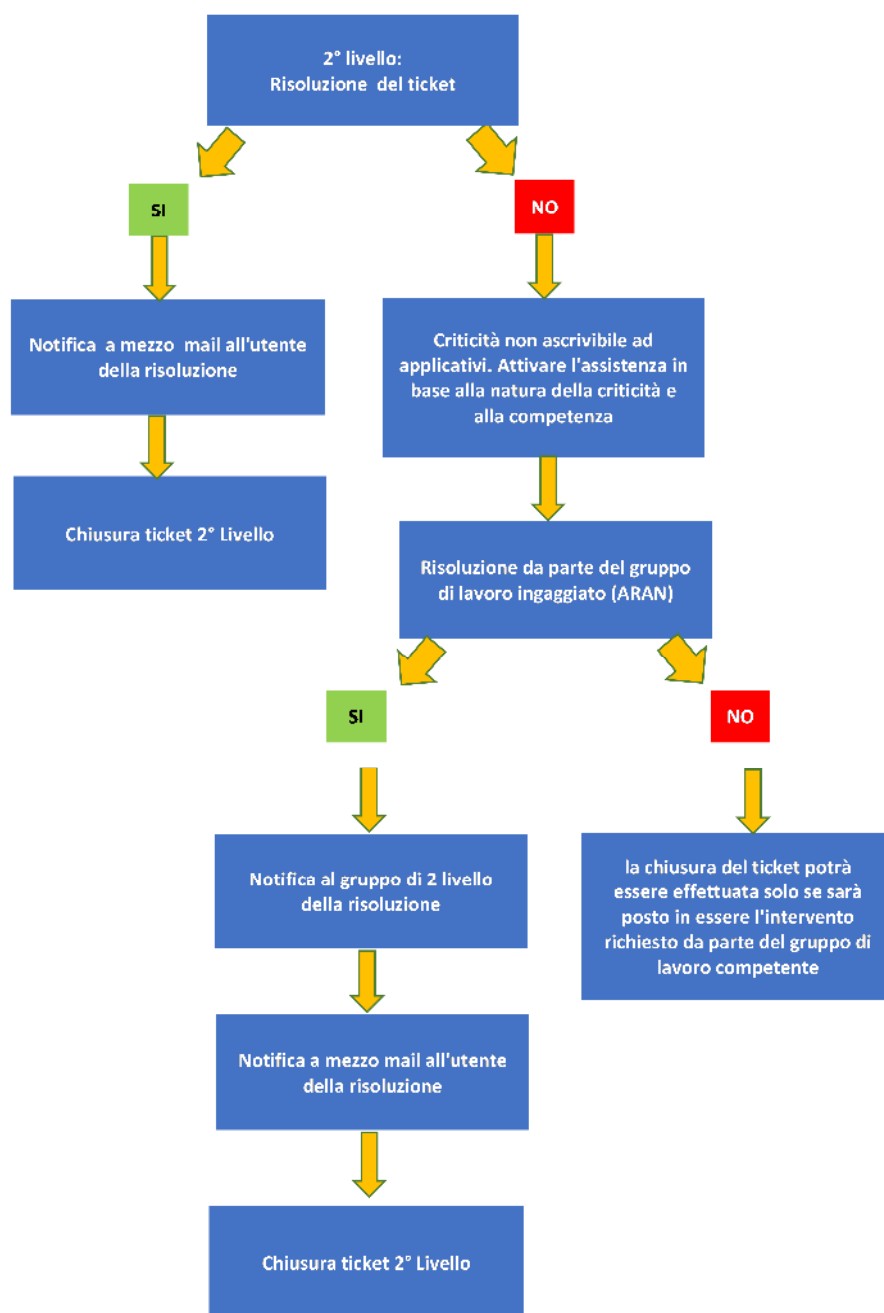 2° livello:
Risoluzione del ticket
SI
NO
Notifica a mezzo mail all'utente
della risoluzione
Criticità non ascrivibile ad
applicativi. Attivare l'assistenza in
base alla natura della criticità e
alla competenza
Chiusura ticket 2° Livello
Risoluzione da parte del gruppo
di lavoro ingaggiato (ARAN)
SI
NO
Notifica al gruppo di 2 livello
della risoluzione
la chiusura del ticket potrà
essere effettuata solo se sarà
posto in essere l'intervento
richiesto da parte del gruppo di
lavoro competente
Notifica a mezzo mail all'utente
della risoluzione
Chiusura ticket 2° Livello